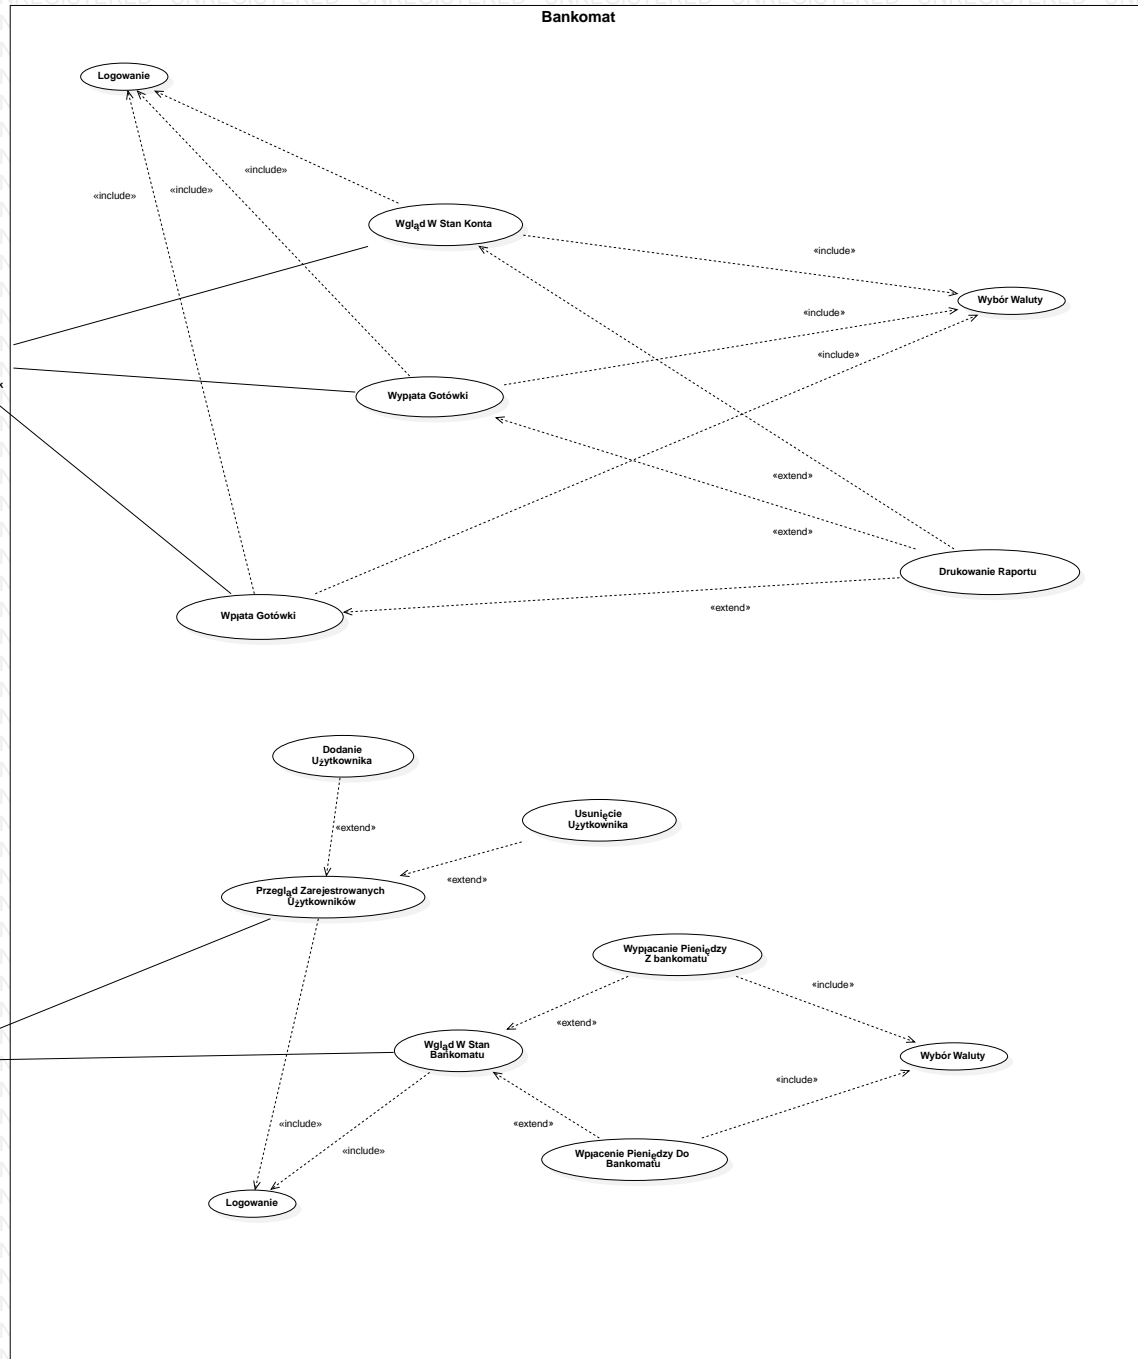 Bankomat
Logowanie
«include»
«include»
«include»
Wgląd W Stan Konta
«include»
Wybór Waluty
«include»
«include»
Wypłata Gotówki
«extend»
«extend»
Drukowanie Raportu
«extend»
Wpłata Gotówki
Dodanie
Użytkownika
«extend»
Usunięcie
Użytkownika
«extend»
Przegląd Zarejestrowanych
Użytkowników
Wypłacanie Pieniędzy
Z bankomatu
«include»
«extend»
Wgląd W Stan
Bankomatu
Wybór Waluty
«include»
«extend»
«include»
«include»
Wpłacenie Pieniędzy Do
Bankomatu
Logowanie